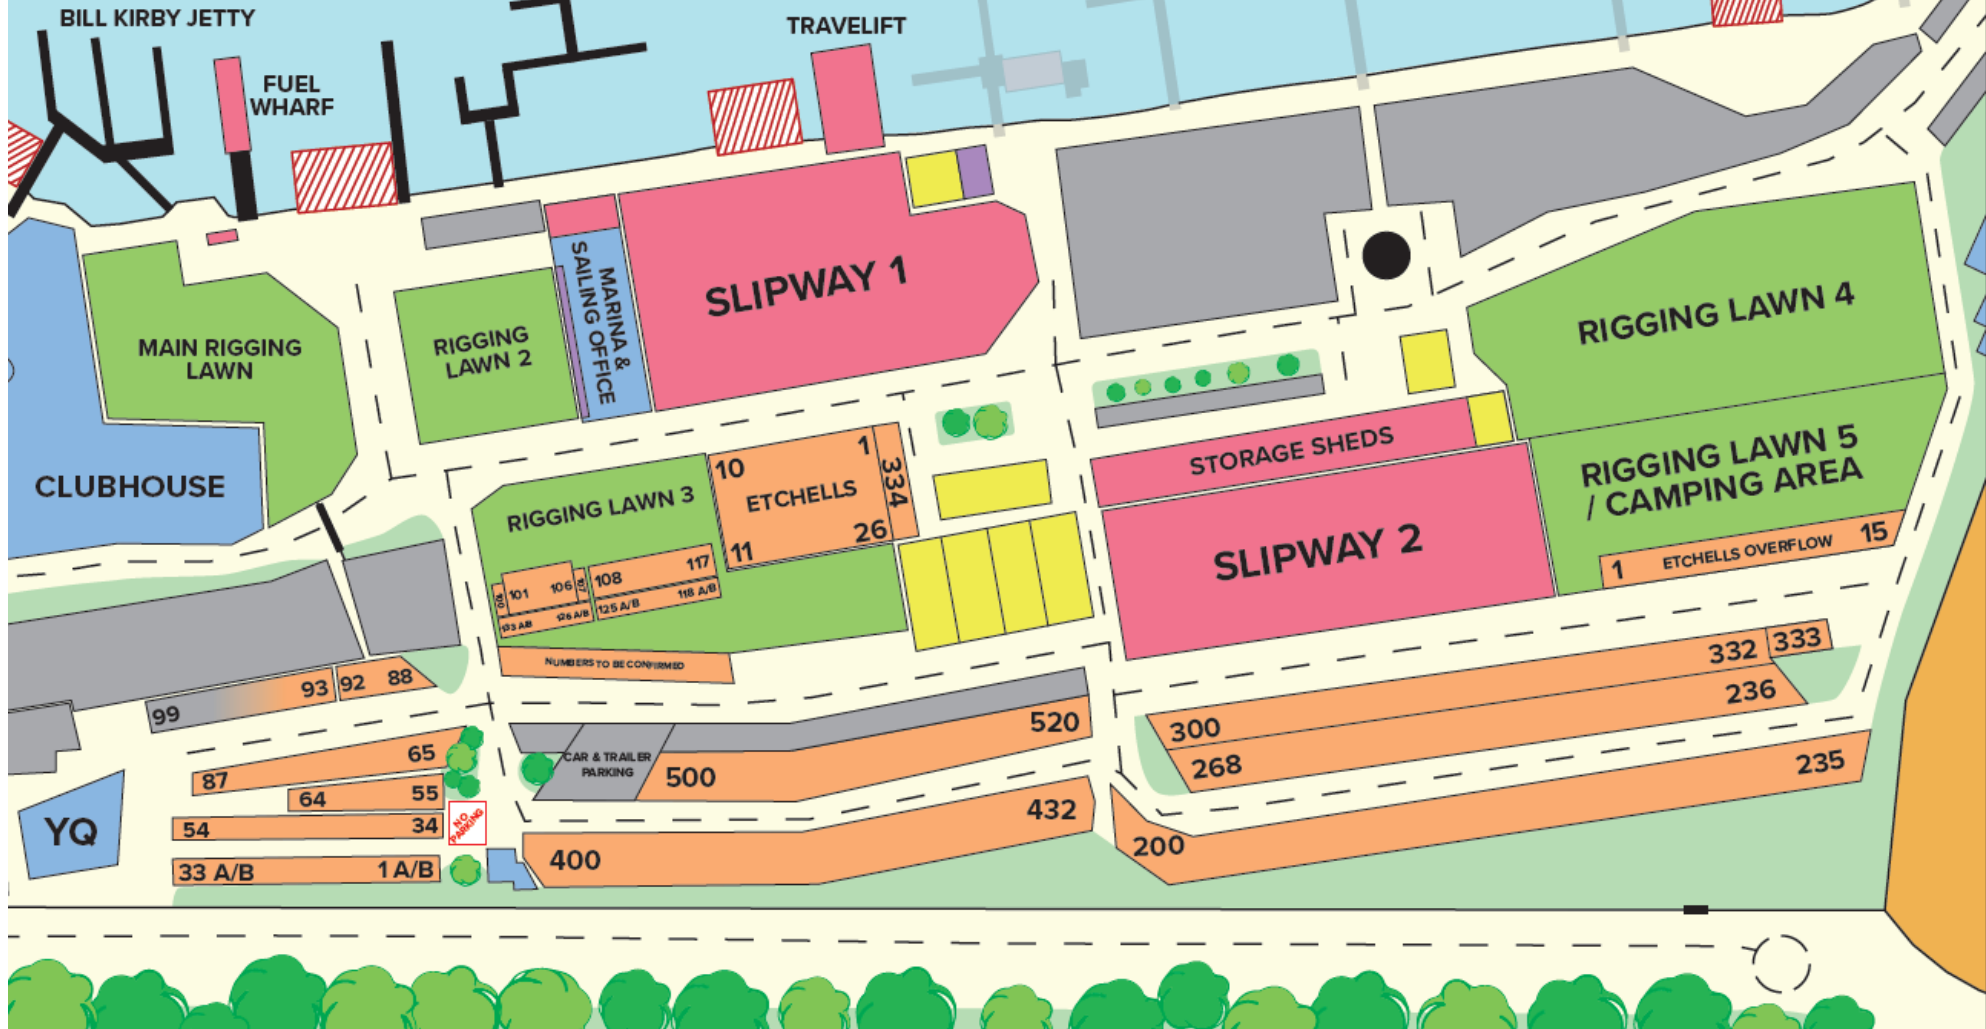 BILL KIRBY JETTY
FUEL
WHARF
TRAVELIFT
SLIPWAY 1
MARINA &
SAILING OFFICE
MAIN RIGGING
LAWN
RIGGING
LAWN 2
CLUBHOUSE
RIGGING LAWN 4
RIGGING LAWN 5
/ CAMPING AREA
STORAGE SHEDS
SLIPWAY 2
ETCHELLS OVERFLOW
1
15
RIGGING LAWN 3
10
1
334
ETCHELLS
11
26
100
101
106
107
108
117
133 A/B
126 A/B
125 A/B
118 A/B
NUMBERS TO BE CONFIRMED
99
93
92
88
87
65
64
55
54
34
33 A/B
1 A/B
NO
PARKING
YQ
CAR & TRAILER
PARKING
500
520
400
432
300
332
333
268
236
200
235